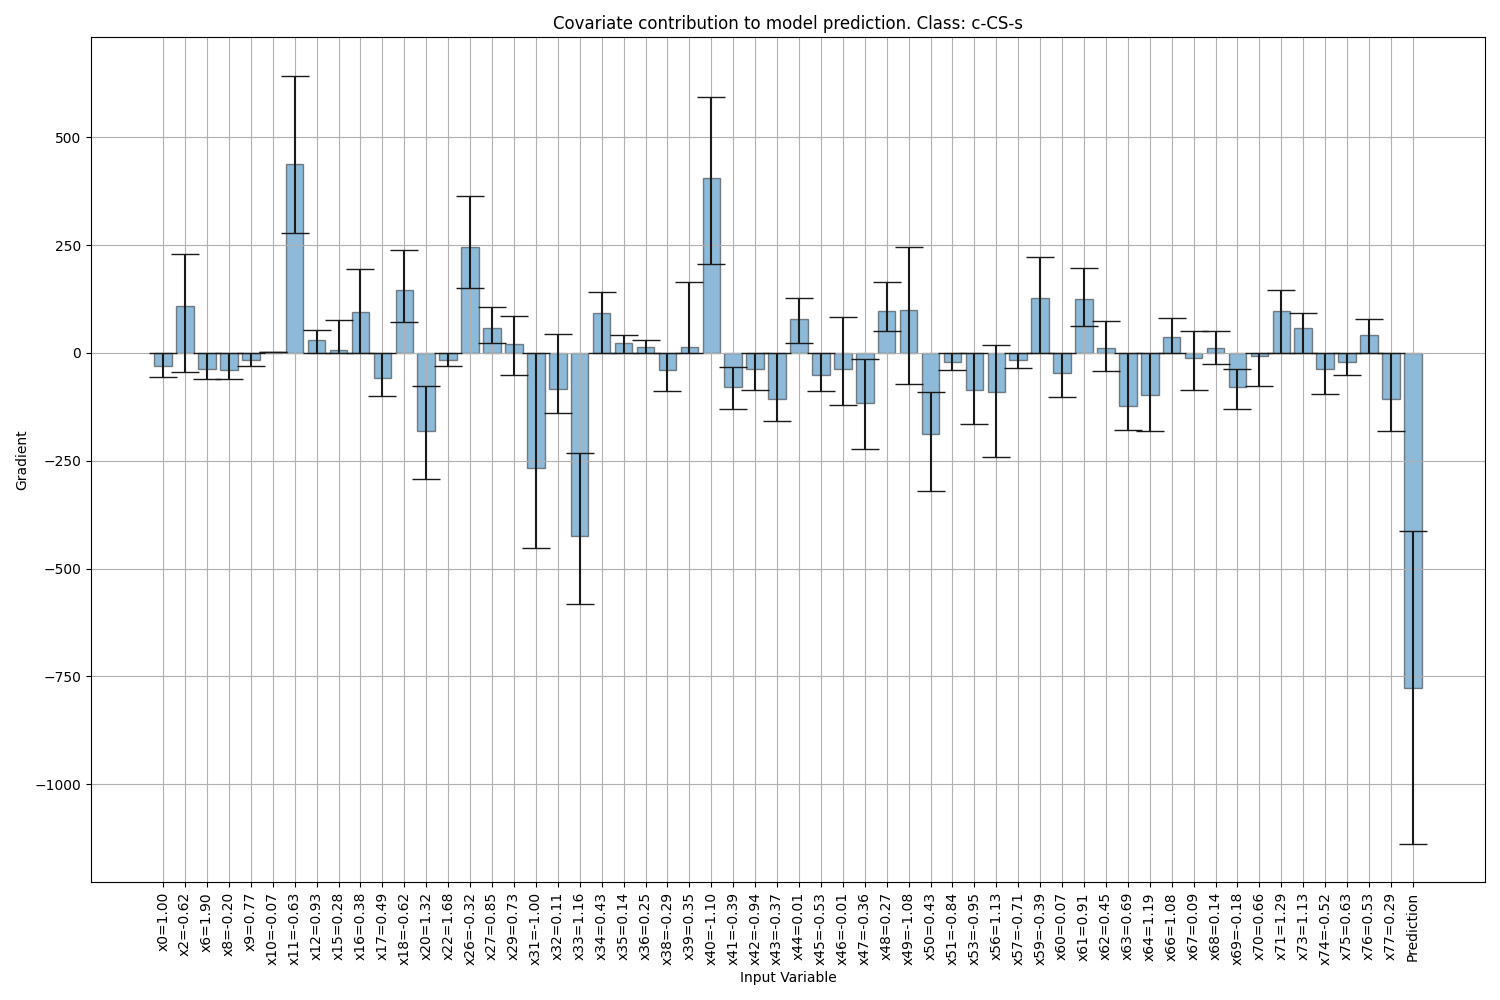 Covariate contribution to model prediction. Class: c-CS-s
Gradient
500
250
0
−250
−500
−750
−1000
x0=1.00
x2=-0.62
x6=1.90
x8=-0.20
x9=0.77
x10=-0.07
x11=-0.63
x12=0.93
x15=0.28
x16=0.38
x17=0.49
x18=-0.62
x20=1.32
x22=1.68
x26=-0.32
x27=0.85
x29=0.73
x31=-1.00
x32=0.11
x33=1.16
x34=0.43
x35=0.14
x36=0.25
x38=-0.29
x39=0.35
x40=-1.10
x41=-0.39
x42=-0.94
x43=-0.37
x44=0.01
x45=-0.53
x46=-0.01
x47=-0.36
x48=0.27
x49=-1.08
x50=0.43
x51=-0.84
x53=-0.95
x56=1.13
x57=-0.71
x59=-0.39
x60=0.07
x61=0.91
x62=0.45
x63=0.69
x64=1.19
x66=1.08
x67=0.09
x68=0.14
x69=-0.18
x70=0.66
x71=1.29
x73=1.13
x74=-0.52
x75=0.63
x76=0.53
x77=0.29
Prediction
Input Variable